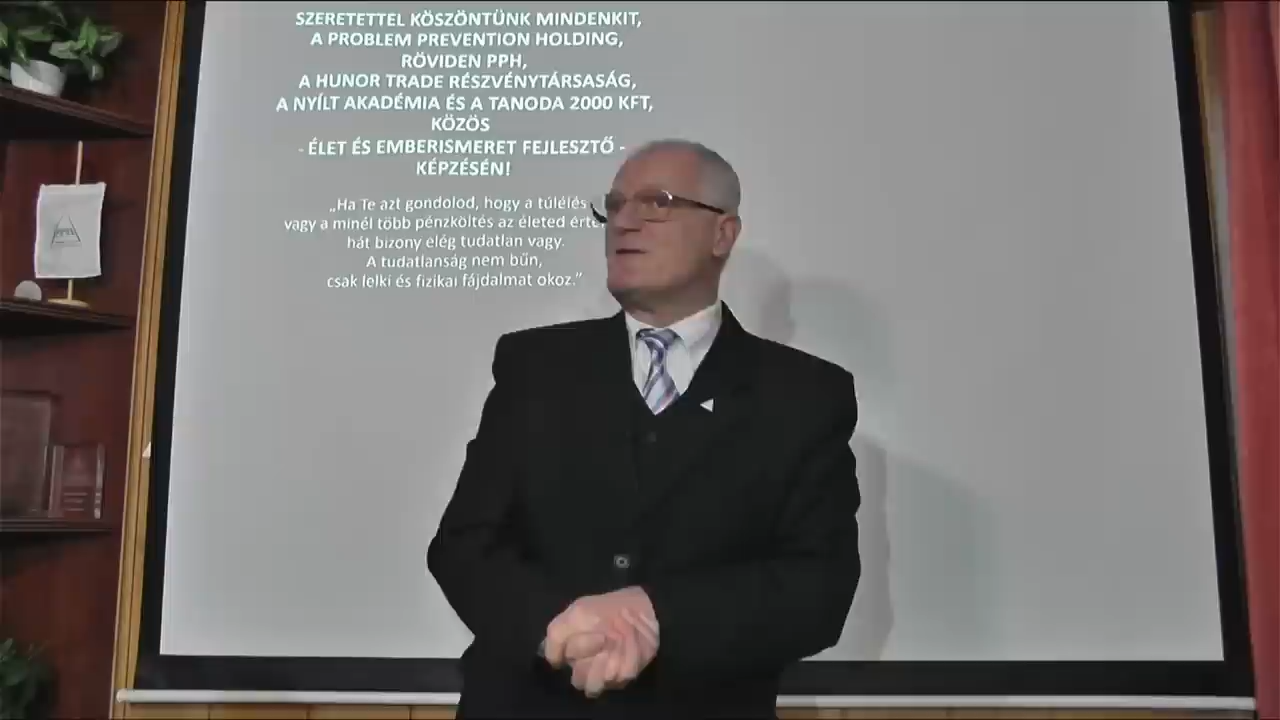 SZERETETTEL KÖSZÖNTÜNK MINDENKIT,
A PROBLEM PREVENTION HOLDING,
RÖVIDEN PPH,
A HUNOR TRADE RÉSZVÉNYTÁRSASÁG,
A NYÍLT AKADÉMIA ÉS A TANODA 2000 KFT,
KÖZÖS
- ÉLET ÉS EMBERISMERET FEJLESZTŐ -
KÉPZÉSÉN!
„Ha Te azt gondolod, hogy a túlélés
vagy a minél több pénzköltés az életed
hát bizony elég tudatlan vagy.
A tudatlanság nem bűn,
csak lelki és fizikai fájdalmat okoz.”